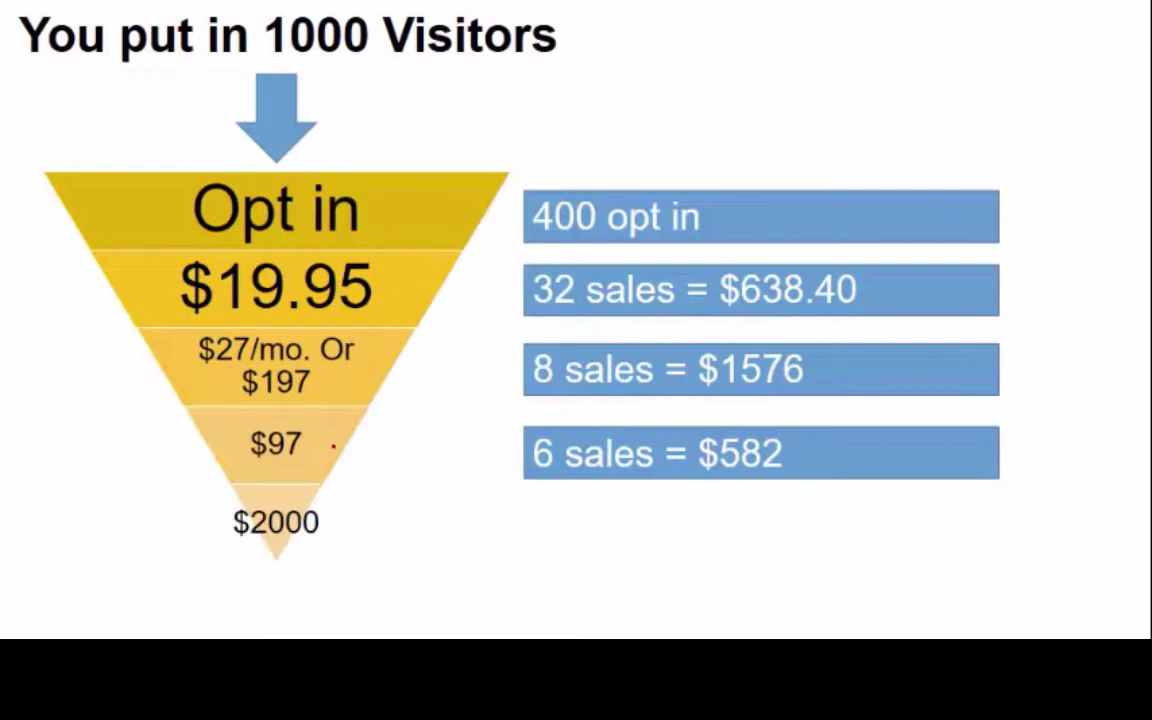 You put in 1000 Visitors
Opt in
400 opt in
$19.95
32 sales = $638.40
$27/mo. Or
$197
8 sales = $1576
$97
6 sales = $582
$2000